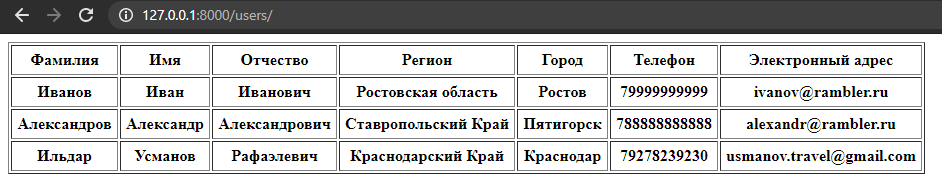 127.0.0.1:8000/users/
Фамилия Имя Отчество Регион Город Телефон Электронный адрес
Иванов Иван Иванович Ростовская область Ростов 79999999999 ivanov@rambler.ru
Александров Александр Александрович Ставропольский Край Пятигорск 788888888888 alexandr@rambler.ru
Ильдар Усманов Рафаэлевич Краснодарский Край Краснодар 79278239230 usmanov.travel@gmail.com